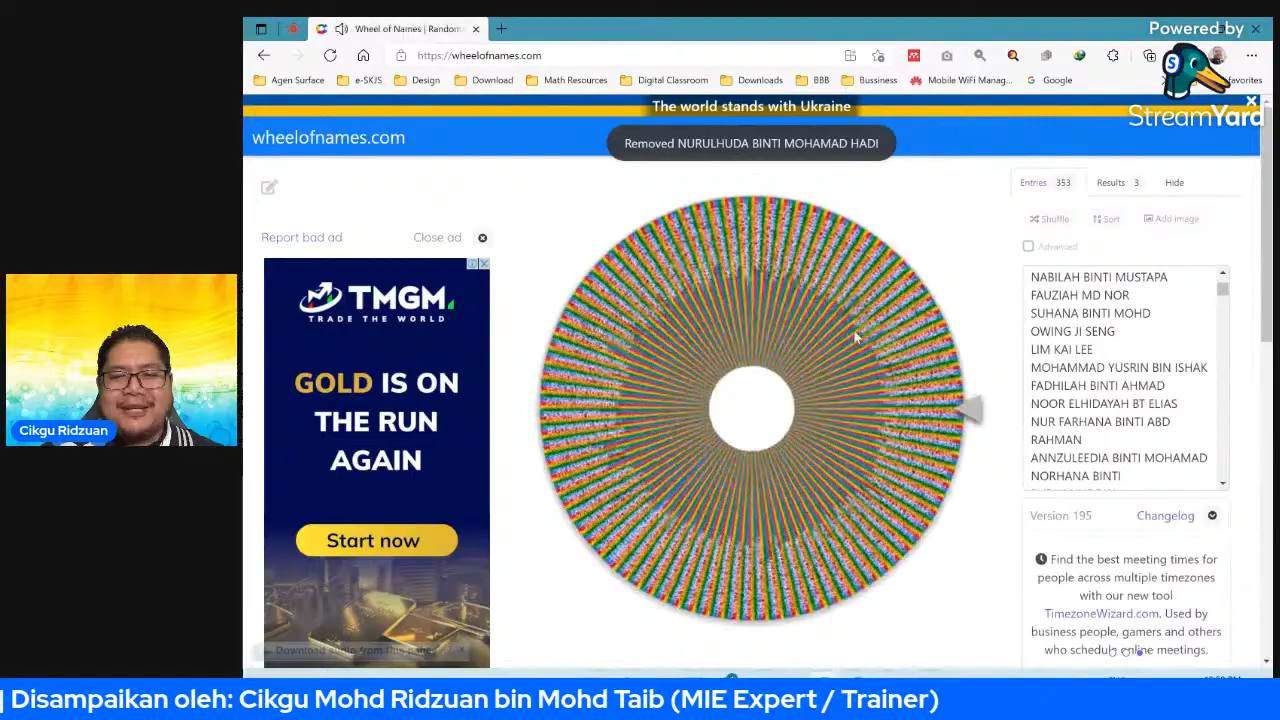 Wheel of Names | Random
Powered by
https://wheelofnames.com
Agen Surface
e-SKJS
Design
Download
Math Resources
Digital Classroom
Downloads
BBB
Bussiness
Mobile WiFi Manag...
Google
favorites
StreamYard
The world stands with Ukraine
wheelofnames.com
Removed NURULHUDA BINTI MOHAMAD HADI
Entries 353
Results 3
Hide
Shuffle
Sort
Add image
Report bad ad
Close ad
Advanced
TMGM
TRADE THE WORLD
GOLD IS ON
THE RUN
AGAIN
Start now
Download audio from this page
NABILAH BINTI MUSTAPA
FAUZIAH MD NOR
SUHANA BINTI MOHD
OWING JI SENG
LIM KAI LEE
MOHAMMAD YUSRIN BIN ISHAK
FADHILAH BINTI AHMAD
NOOR ELHIDAYAH BT ELIAS
NUR FARHANA BINTI ABD
RAHMAN
ANNZULEEDIA BINTI MOHAMAD
NORHANA BINTI
Version 195
Changelog
Find the best meeting times for
people across multiple timezones
with our new tool
TimezoneWizard.com. Used by
business people, gamers and others
who schedule online meetings.
Cikgu Ridzuan
| Disampaikan oleh: Cikgu Mohd Ridzuan bin Mohd Taib (MIE Expert / Trainer)